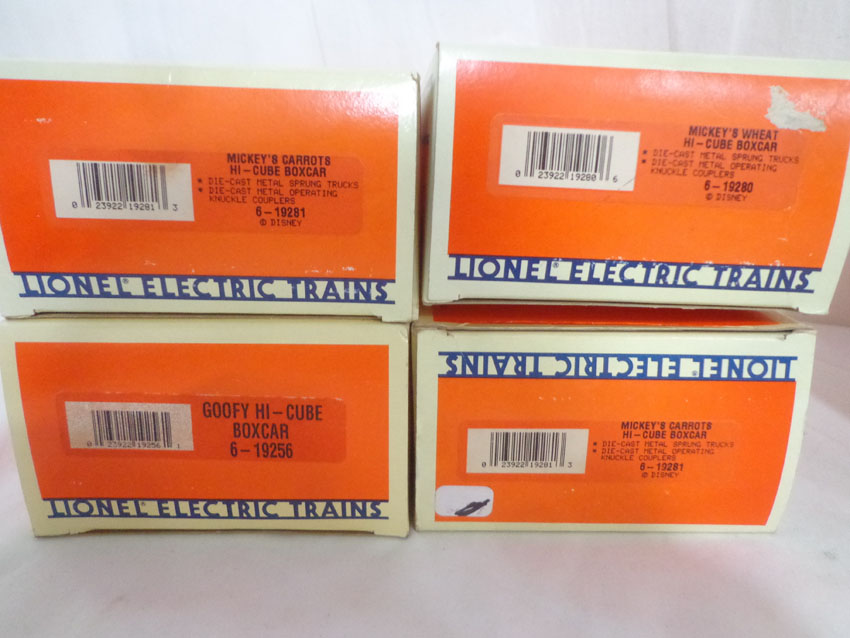 MICKEY'S CARROTS
HI-CUBE BOXCAR
* DIE-CAST METAL SPRUNG TRUCKS
* DIE-CAST METAL OPERATING
KNUCKLE COUPLERS
6-19281
© DISNEY
0 23922 19281 3
LIONEL® ELECTRIC TRAINS
MICKEY'S WHEAT
HI-CUBE BOXCAR
* DIE-CAST METAL SPRUNG TRUCKS
* DIE-CAST METAL OPERATING
KNUCKLE COUPLERS
6-19280
© DISNEY
0 23922 19280 6
LIONEL® ELECTRIC TRAINS
GOOFY HI-CUBE
BOXCAR
6-19256
0 23922 19256 1
LIONEL® ELECTRIC TRAINS
LIONEL® ELECTRIC TRAINS
MICKEY'S CARROTS
HI-CUBE BOXCAR
* DIE-CAST METAL SPRUNG TRUCKS
* DIE-CAST METAL OPERATING
KNUCKLE COUPLERS
6-19281
© DISNEY
0 23922 19281 3